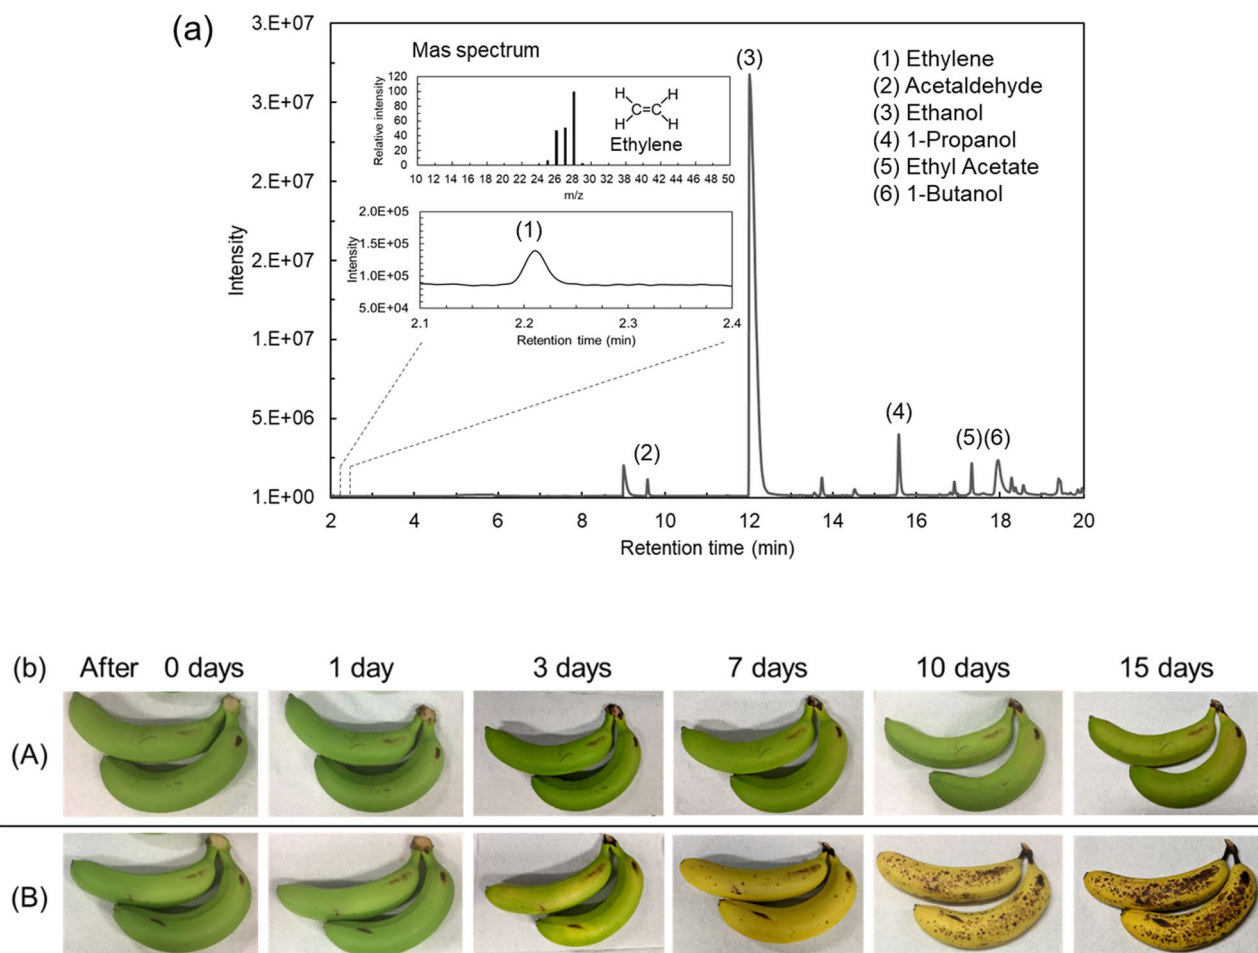 (a)
Mas spectrum
Relative intensity
120
100
80
60
40
20
0
10 12 14 16 18 20 22 24 26 28 30 32 34 36 38 40 42 44 46 48 50
m/z
H H
C=C
H H
Ethylene
(1)
Intensity
2.0E+05
1.5E+05
1.0E+05
5.0E+04
2.1 2.2 2.3 2.4
Retention time (min)
(1) Ethylene
(2) Acetaldehyde
(3) Ethanol
(4) 1-Propanol
(5) Ethyl Acetate
(6) 1-Butanol
Intensity
3.E+07
3.E+07
2.E+07
2.E+07
1.E+07
5.E+06
1.E+00
(2)
(3)
(4)
(5)(6)
2 4 6 8 10 12 14 16 18 20
Retention time (min)
(b) After 0 days 1 day 3 days 7 days 10 days 15 days
(A)
(B)